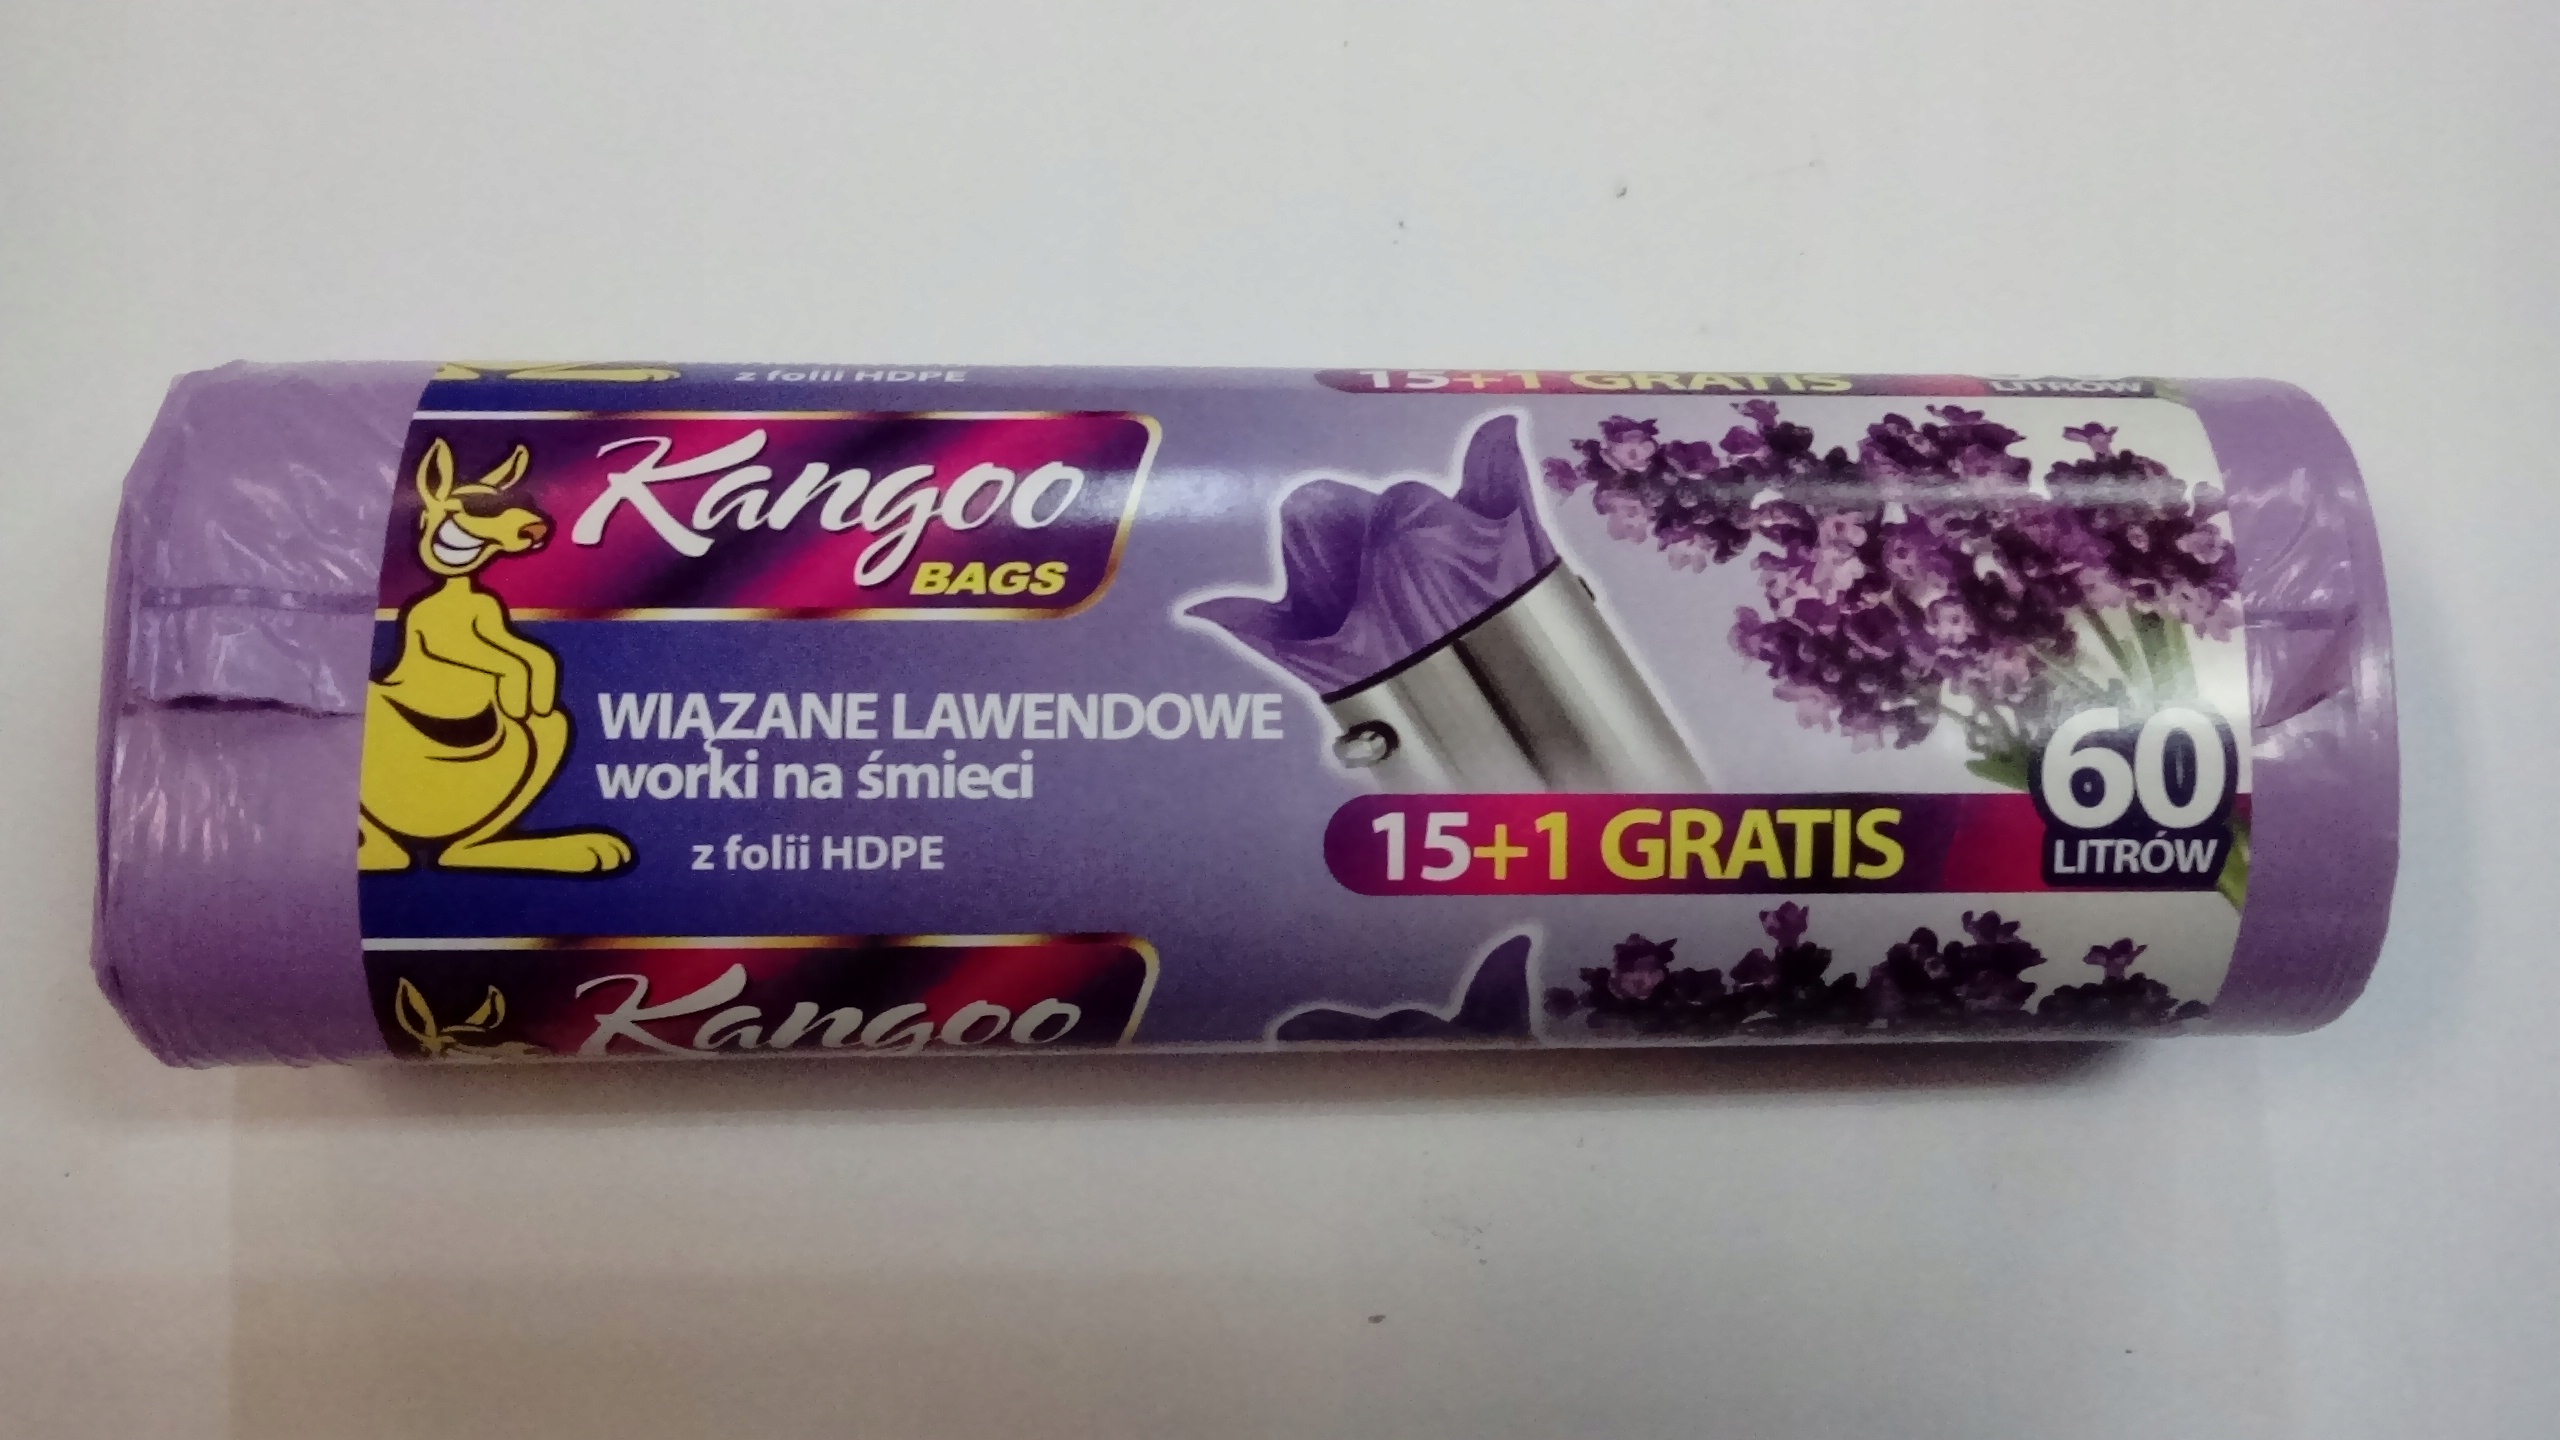 z folii HDPE
15+1 GRATIS
LITRÓW
Kangoo
BAGS
WIĄZANE LAWENDOWE
worki na śmieci
z folii HDPE
15+1 GRATIS
60
LITRÓW
Kangoo